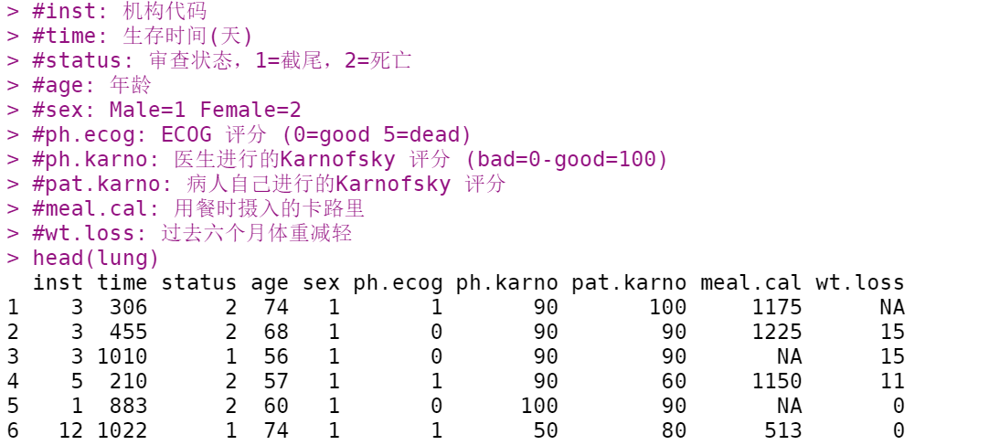 > #inst: 机构代码
> #time: 生存时间(天)
> #status: 审查状态，1=截尾，2=死亡
> #age: 年龄
> #sex: Male=1 Female=2
> #ph.ecog: ECOG 评分 (0=good 5=dead)
> #ph.karno: 医生进行的Karnofsky 评分 (bad=0-good=100)
> #pat.karno: 病人自己进行的Karnofsky 评分
> #meal.cal: 用餐时摄入的卡路里
> #wt.loss: 过去六个月体重减轻
> head(lung)
  inst time status age sex ph.ecog ph.karno pat.karno meal.cal wt.loss
1    3  306      2  74   1       1       90       100     1175      NA
2    3  455      2  68   1       0       90        90     1225      15
3    3 1010      1  56   1       0       90        90       NA      15
4    5  210      2  57   1       1       90        60     1150      11
5    1  883      2  60   1       0      100        90       NA       0
6   12 1022      1  74   1       1       50        80      513       0